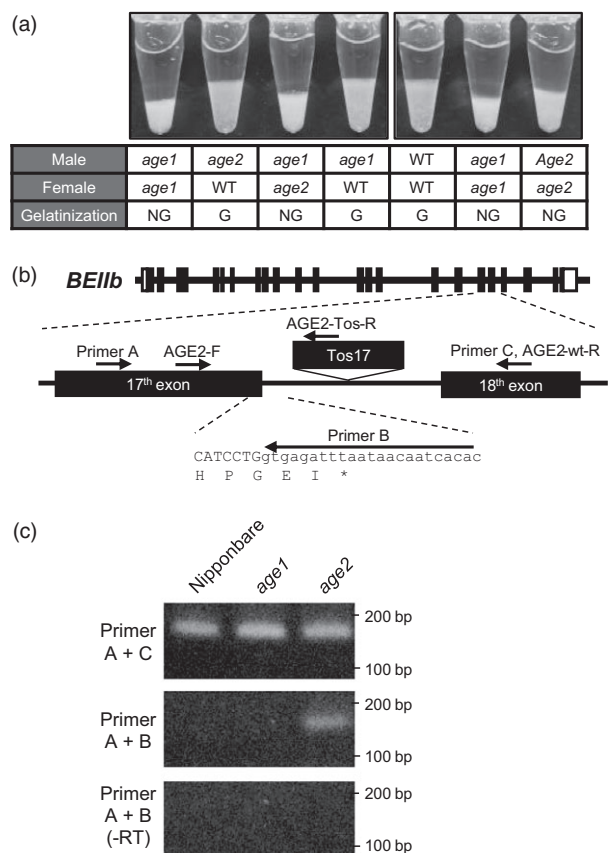 (a)
Male age1 age2 age1 age1 WT age1 Age2
Female age1 WT age2 WT WT age1 age2
Gelatinization NG G NG G G NG NG
(b)
BEIIb
AGE2-Tos-R
Primer A AGE2-F Tos17 Primer C, AGE2-wt-R
17th exon 18th exon
Primer B
CATCCTGgtgagatttaataacaatcacac
H P G E I *
(c)
Nipponbare age1 age2
Primer A + C
200 bp
100 bp
Primer A + B
200 bp
100 bp
Primer A + B (-RT)
200 bp
100 bp